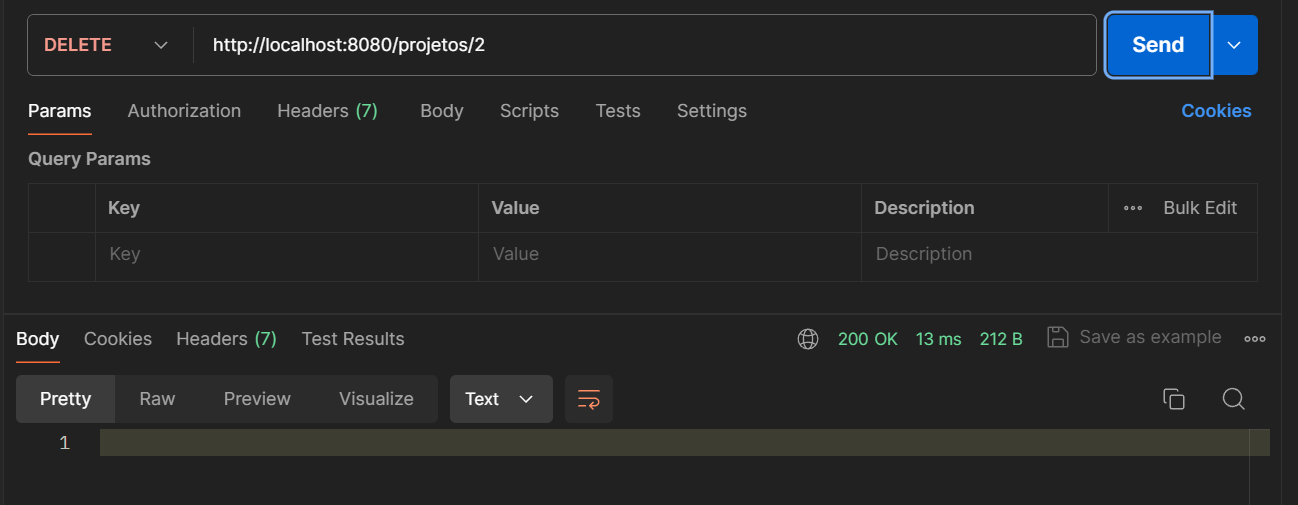 DELETE http://localhost:8080/projetos/2 Send
Params Authorization Headers (7) Body Scripts Tests Settings Cookies
Query Params
Key Value Description Bulk Edit
Key Value Description
Body Cookies Headers (7) Test Results 200 OK 13 ms 212 B Save as example
Pretty Raw Preview Visualize Text
1